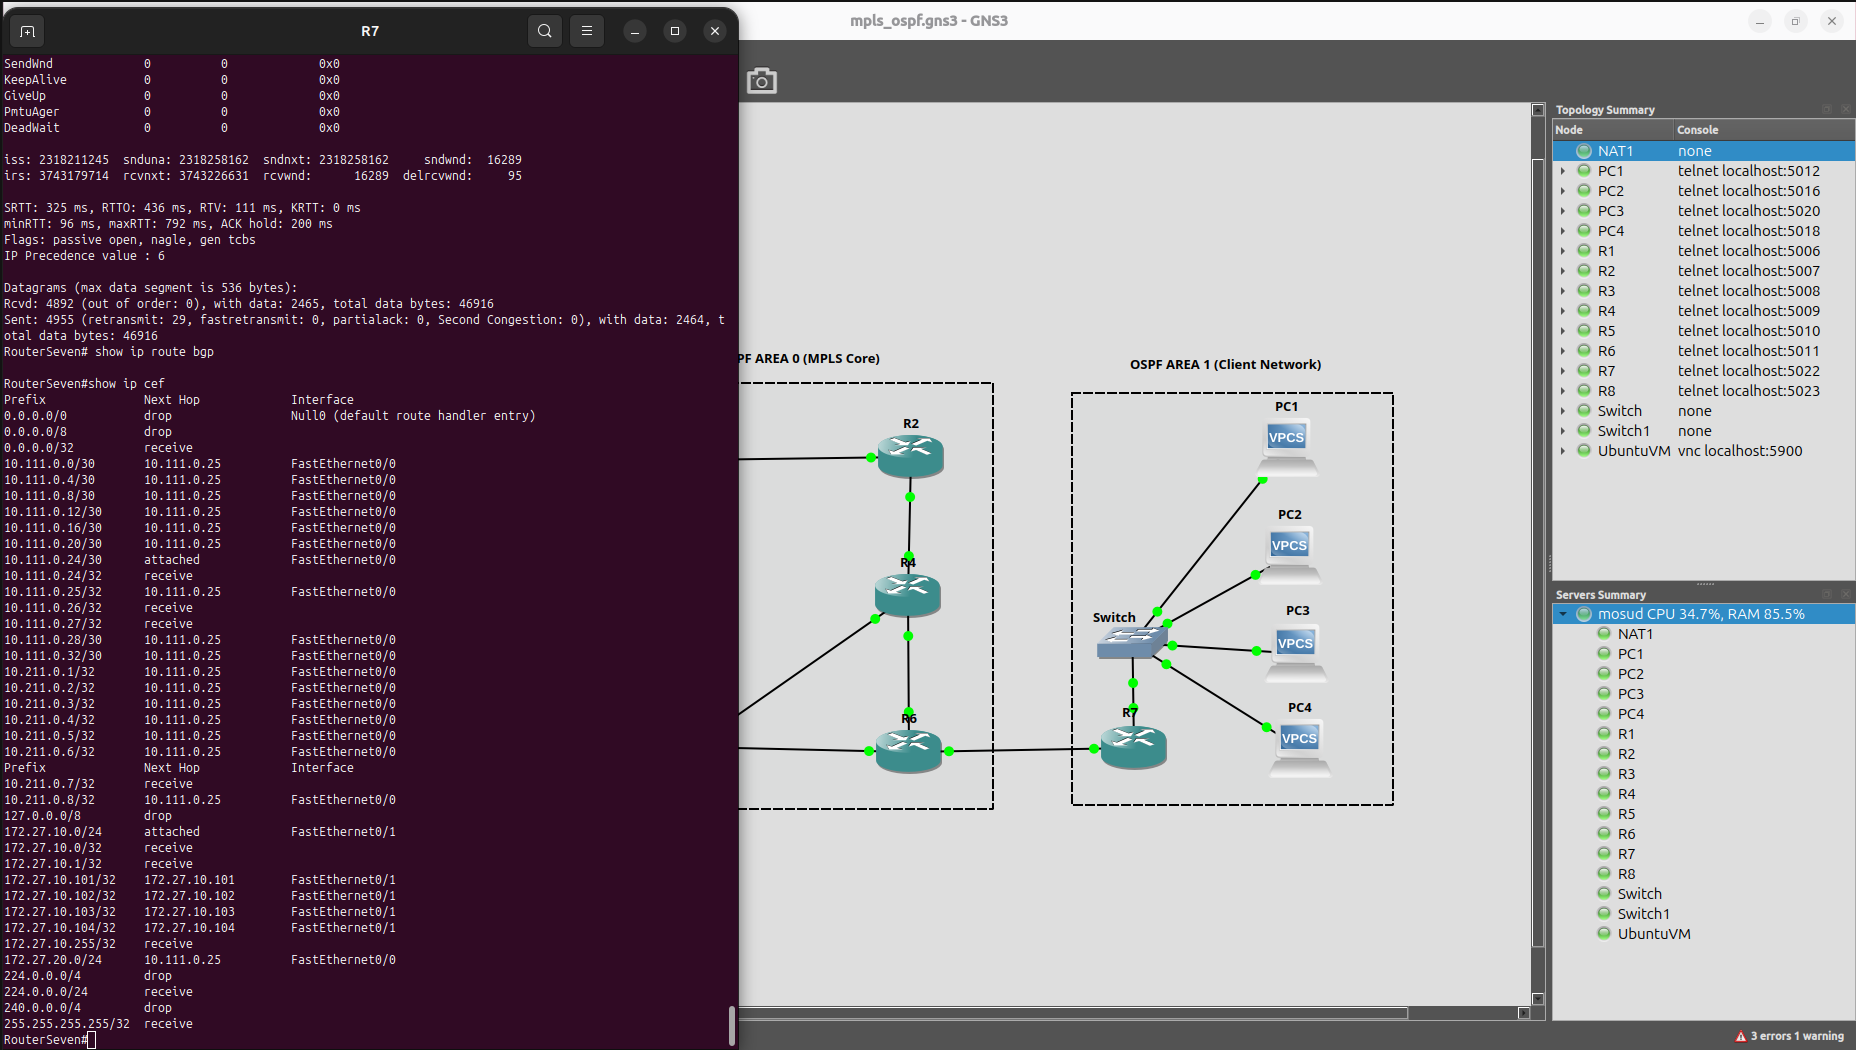 R7
mpls_ospf.gns3 - GNS3
SendWnd 0 0 0x0
KeepAlive 0 0 0x0
GiveUp 0 0 0x0
PmtuAger 0 0 0x0
DeadWait 0 0 0x0
iss: 2318211245 snduna: 2318258162 sndnxt: 2318258162 sndwnd: 16289
irs: 3743179714 rcvnxt: 3743226631 rcvwnd: 16289 delrcvwnd: 95
SRTT: 325 ms, RTTO: 436 ms, RTV: 111 ms, KRTT: 0 ms
minRTT: 96 ms, maxRTT: 792 ms, ACK hold: 200 ms
Flags: passive open, nagle, gen tcbs
IP Precedence value : 6
Datagrams (max data segment is 536 bytes):
Rcvd: 4892 (out of order: 0), with data: 2465, total data bytes: 46916
Sent: 4955 (retransmit: 29, fastretransmit: 0, partialack: 0, Second Congestion: 0), with data: 2464, t
otal data bytes: 46916
RouterSeven# show ip route bgp
RouterSeven#show ip cef
Prefix Next Hop Interface
0.0.0.0/0 drop Null0 (default route handler entry)
0.0.0.0/8 drop
0.0.0.0/32 receive
10.111.0.0/30 10.111.0.25 FastEthernet0/0
10.111.0.4/30 10.111.0.25 FastEthernet0/0
10.111.0.8/30 10.111.0.25 FastEthernet0/0
10.111.0.12/30 10.111.0.25 FastEthernet0/0
10.111.0.16/30 10.111.0.25 FastEthernet0/0
10.111.0.20/30 10.111.0.25 FastEthernet0/0
10.111.0.24/30 attached FastEthernet0/0
10.111.0.24/32 receive
10.111.0.25/32 10.111.0.25 FastEthernet0/0
10.111.0.26/32 receive
10.111.0.27/32 receive
10.111.0.28/30 10.111.0.25 FastEthernet0/0
10.111.0.32/30 10.111.0.25 FastEthernet0/0
10.211.0.1/32 10.111.0.25 FastEthernet0/0
10.211.0.2/32 10.111.0.25 FastEthernet0/0
10.211.0.3/32 10.111.0.25 FastEthernet0/0
10.211.0.4/32 10.111.0.25 FastEthernet0/0
10.211.0.5/32 10.111.0.25 FastEthernet0/0
10.211.0.6/32 10.111.0.25 FastEthernet0/0
Prefix Next Hop Interface
10.211.0.7/32 receive
10.211.0.8/32 10.111.0.25 FastEthernet0/0
127.0.0.0/8 drop
172.27.10.0/24 attached FastEthernet0/1
172.27.10.0/32 receive
172.27.10.1/32 receive
172.27.10.101/32 172.27.10.101 FastEthernet0/1
172.27.10.102/32 172.27.10.102 FastEthernet0/1
172.27.10.103/32 172.27.10.103 FastEthernet0/1
172.27.10.104/32 172.27.10.104 FastEthernet0/1
172.27.10.255/32 receive
172.27.20.0/24 10.111.0.25 FastEthernet0/0
224.0.0.0/4 drop
224.0.0.0/24 receive
240.0.0.0/4 drop
255.255.255.255/32 receive
RouterSeven#
PF AREA 0 (MPLS Core)
R2
R4
R6
OSPF AREA 1 (Client Network)
PC1
VPCS
PC2
VPCS
PC3
VPCS
PC4
VPCS
Switch
R7
Topology Summary
Node Console
NAT1 none
PC1 telnet localhost:5012
PC2 telnet localhost:5016
PC3 telnet localhost:5020
PC4 telnet localhost:5018
R1 telnet localhost:5006
R2 telnet localhost:5007
R3 telnet localhost:5008
R4 telnet localhost:5009
R5 telnet localhost:5010
R6 telnet localhost:5011
R7 telnet localhost:5022
R8 telnet localhost:5023
Switch none
Switch1 none
UbuntuVM vnc localhost:5900
Servers Summary
mosud CPU 34.7%, RAM 85.5%
NAT1
PC1
PC2
PC3
PC4
R1
R2
R3
R4
R5
R6
R7
R8
Switch
Switch1
UbuntuVM
3 errors 1 warning